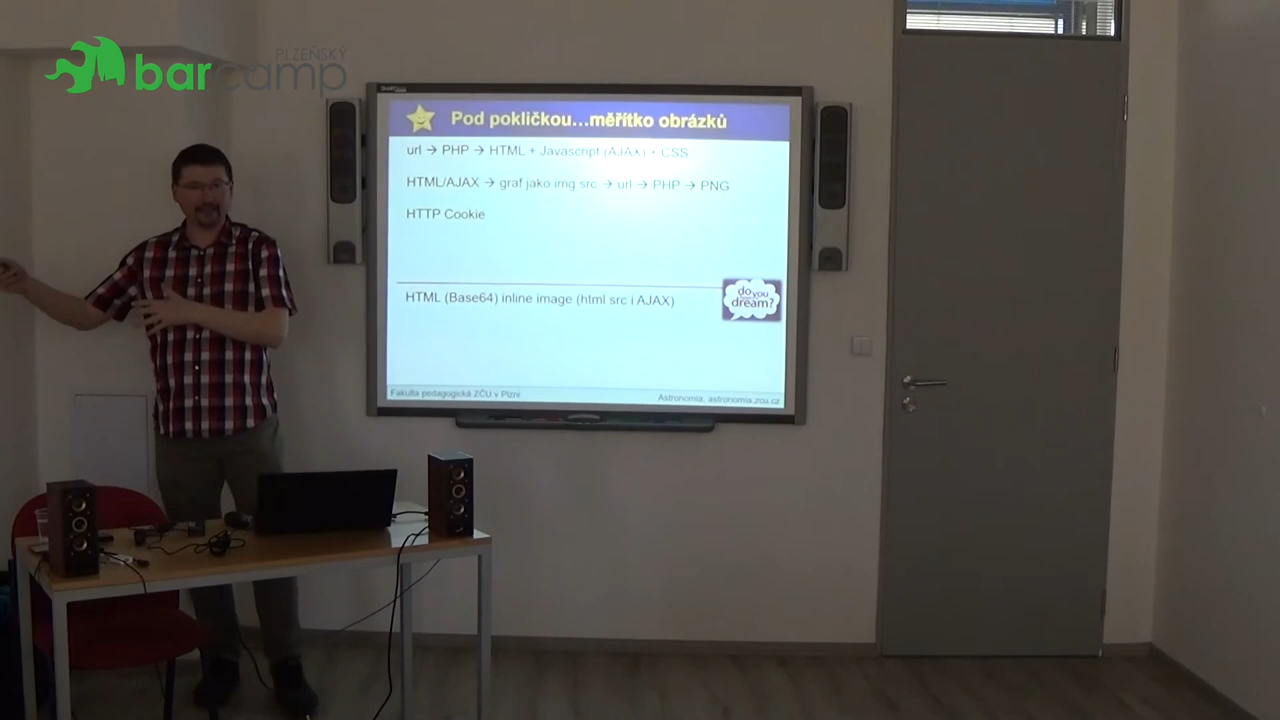 PLZEŇSKÝ
barcamp
Pod pokličkou...měřítko obrázků
url → PHP → HTML + Javascript (AJAX) + CSS
HTML/AJAX → graf jako img src → url → PHP → PNG
HTTP Cookie
HTML (Base64) inline image (html src i AJAX)
do you
dream?
Fakulta pedagogická ZČU v Plzni
Astronomia, astronomia.zcu.cz